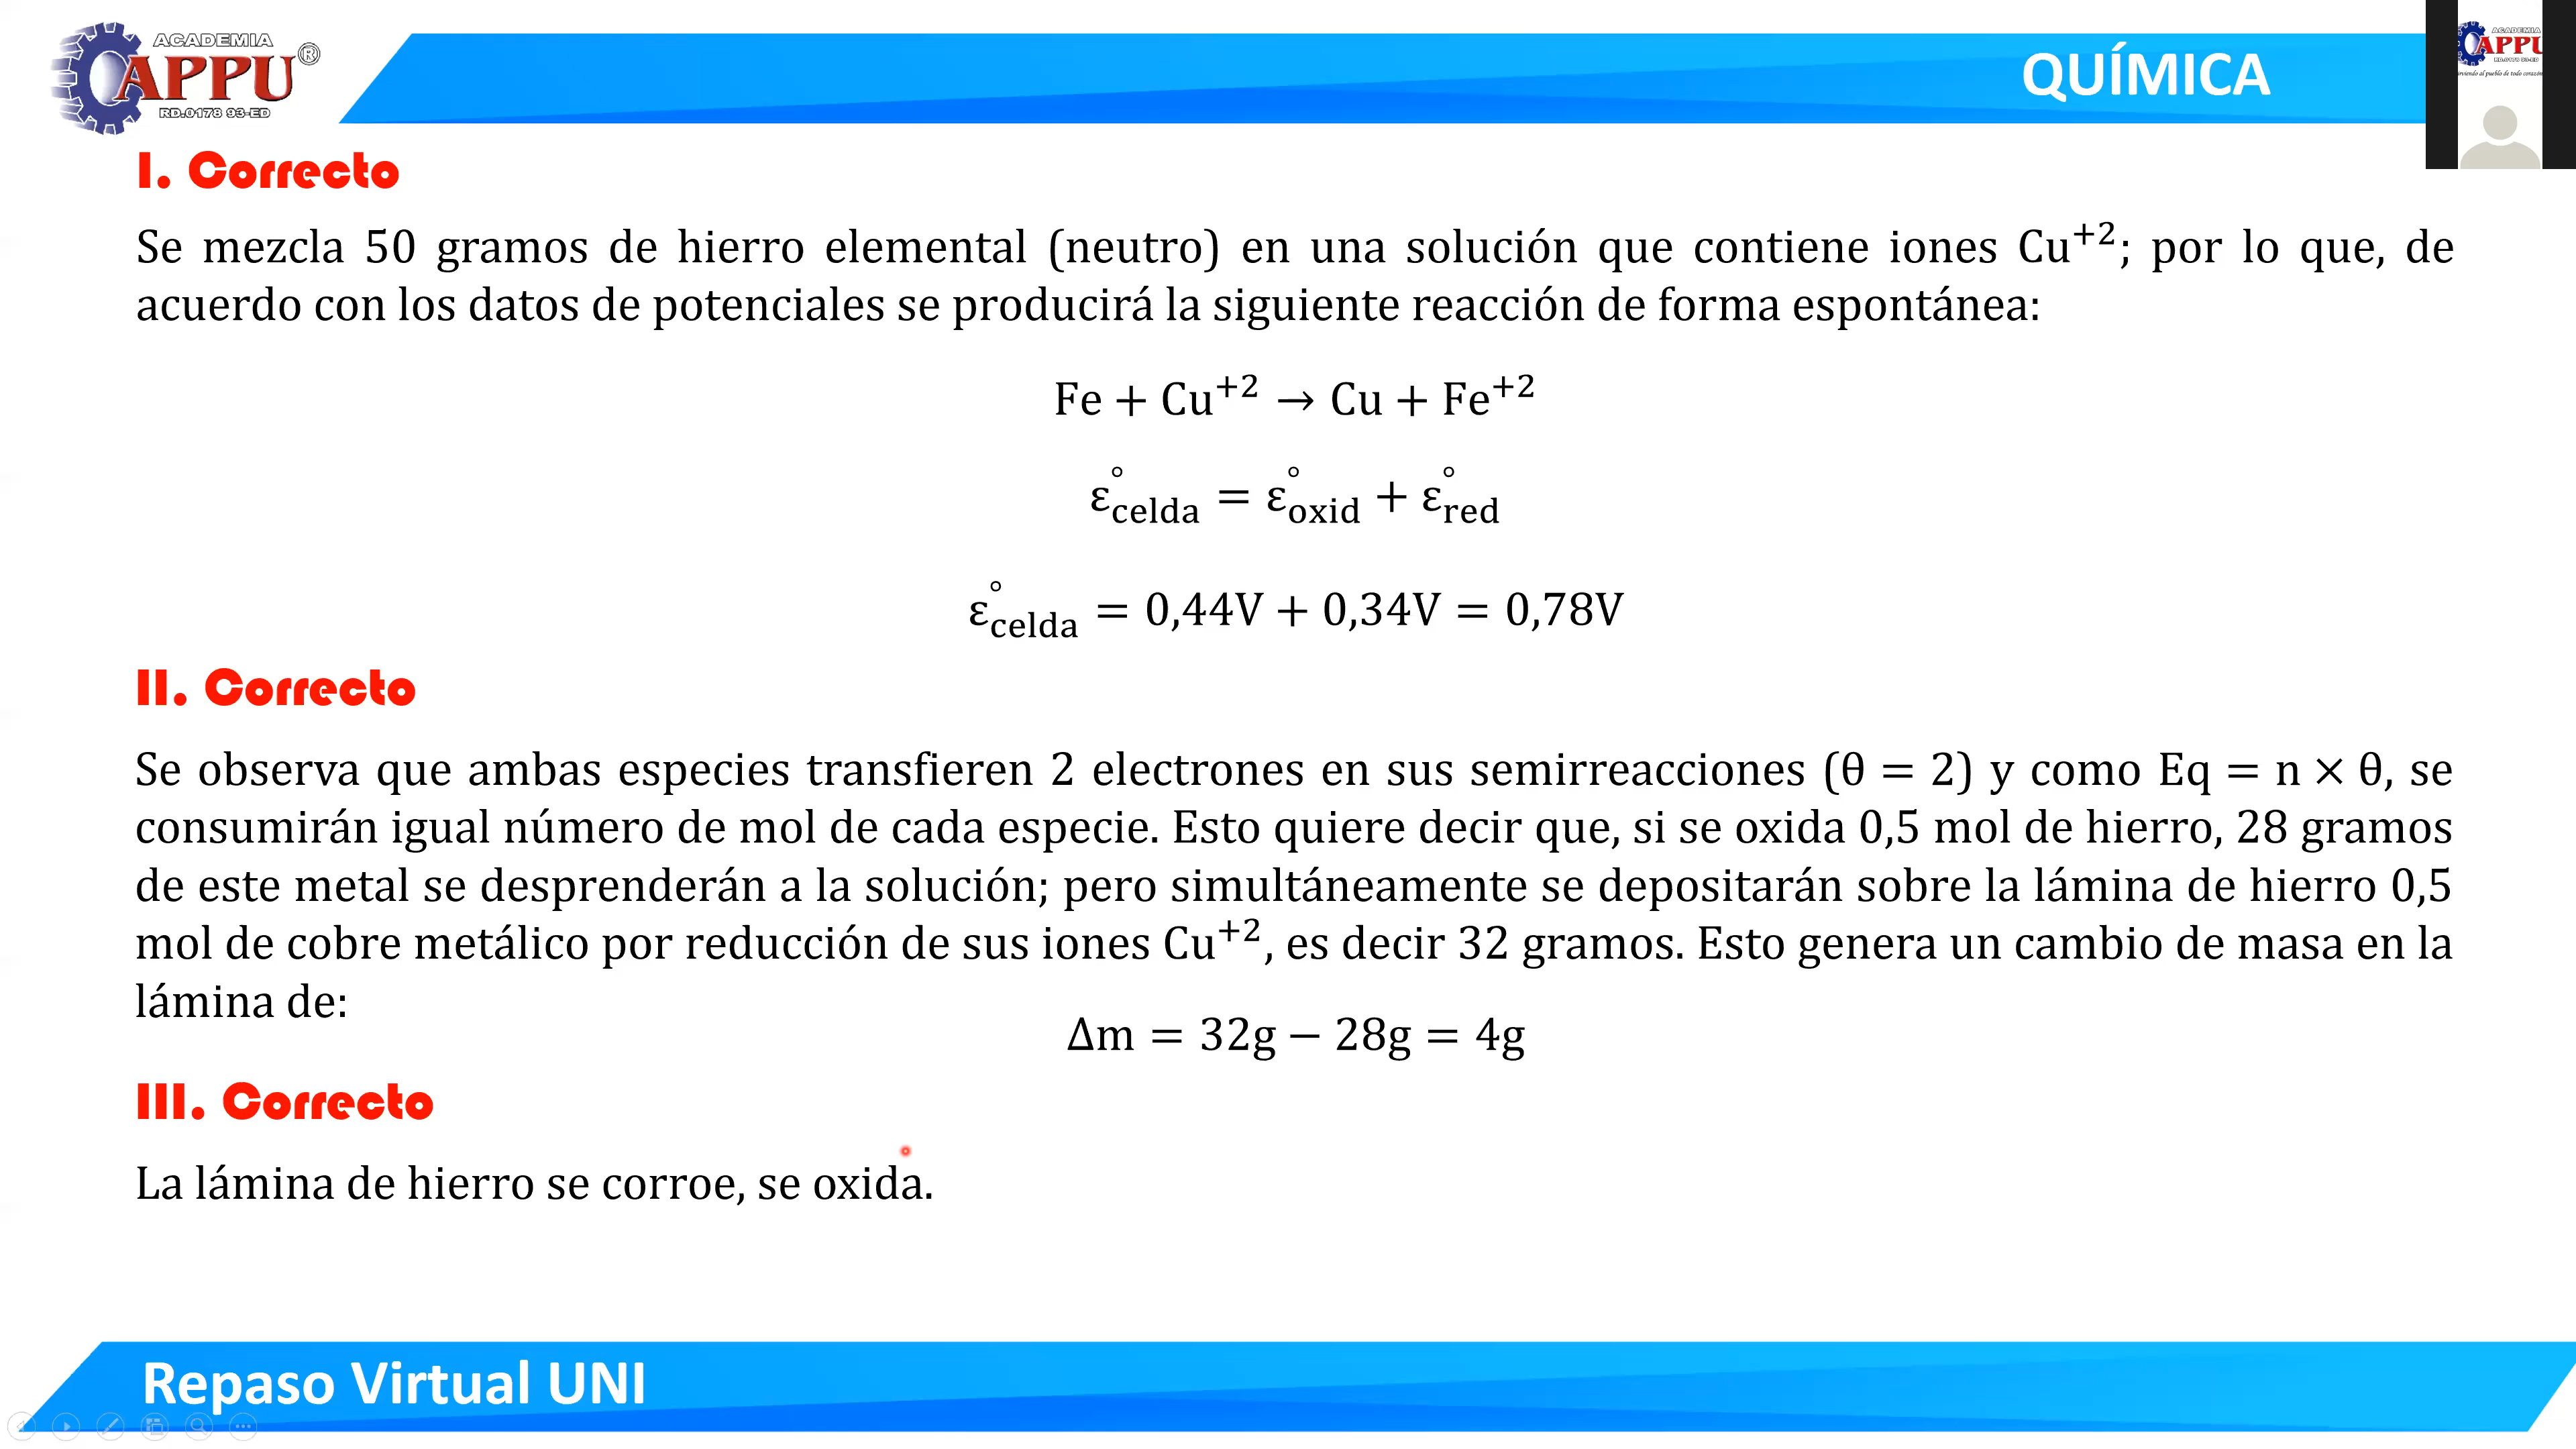 ACADEMIA
APPU®
RD.0178 93-ED
QUÍMICA
ACADEMIA
APPU
RD.0178 93-ED
I. Correcto
Se mezcla 50 gramos de hierro elemental (neutro) en una solución que contiene iones Cu⁺²; por lo que, de
acuerdo con los datos de potenciales se producirá la siguiente reacción de forma espontánea:
Fe + Cu⁺² → Cu + Fe⁺²
ε°celda = ε°oxid + ε°red
ε°celda = 0,44V + 0,34V = 0,78V
II. Correcto
Se observa que ambas especies transfieren 2 electrones en sus semirreacciones (θ = 2) y como Eq = n × θ, se
consumirán igual número de mol de cada especie. Esto quiere decir que, si se oxida 0,5 mol de hierro, 28 gramos
de este metal se desprenderán a la solución; pero simultáneamente se depositarán sobre la lámina de hierro 0,5
mol de cobre metálico por reducción de sus iones Cu⁺², es decir 32 gramos. Esto genera un cambio de masa en la
lámina de:
Δm = 32g − 28g = 4g
III. Correcto
La lámina de hierro se corroe, se oxida.
Repaso Virtual UNI